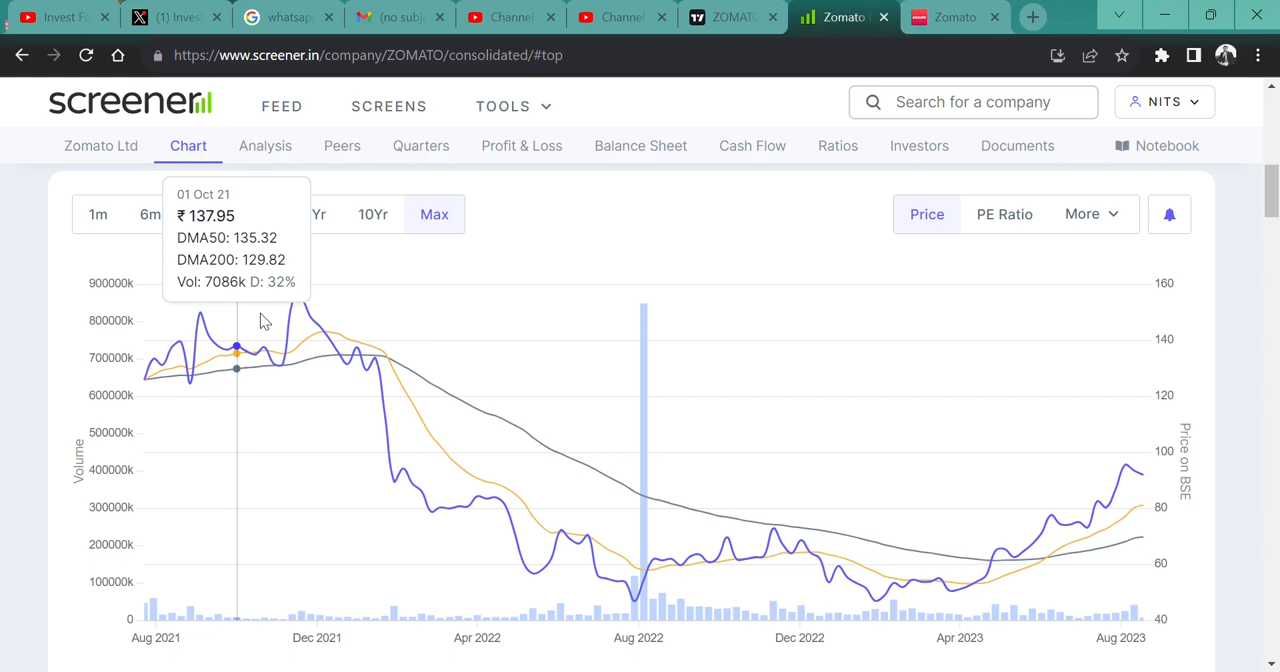 Invest Fo
(1) Invest
whatsapp
(no subje
Channel
Channel
ZOMATO
Zomato
Zomato
https://www.screener.in/company/ZOMATO/consolidated/#top
screener
FEED
SCREENS
TOOLS
Search for a company
NITS
Zomato Ltd
Chart
Analysis
Peers
Quarters
Profit & Loss
Balance Sheet
Cash Flow
Ratios
Investors
Documents
Notebook
1m
6m
Yr
10Yr
Max
Price
PE Ratio
More
01 Oct 21
₹ 137.95
DMA50: 135.32
DMA200: 129.82
Vol: 7086k D: 32%
900000k
800000k
700000k
600000k
500000k
400000k
300000k
200000k
100000k
0
Volume
160
140
120
100
80
60
40
Price on BSE
Aug 2021
Dec 2021
Apr 2022
Aug 2022
Dec 2022
Apr 2023
Aug 2023